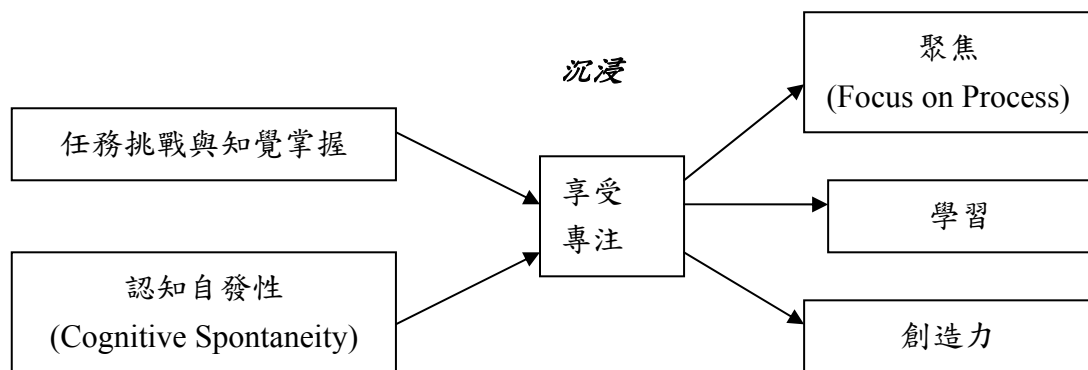 沉浸
任務挑戰與知覺掌握
認知自發性
(Cognitive Spontaneity)
享受
專注
聚焦
(Focus on Process)
學習
創造力